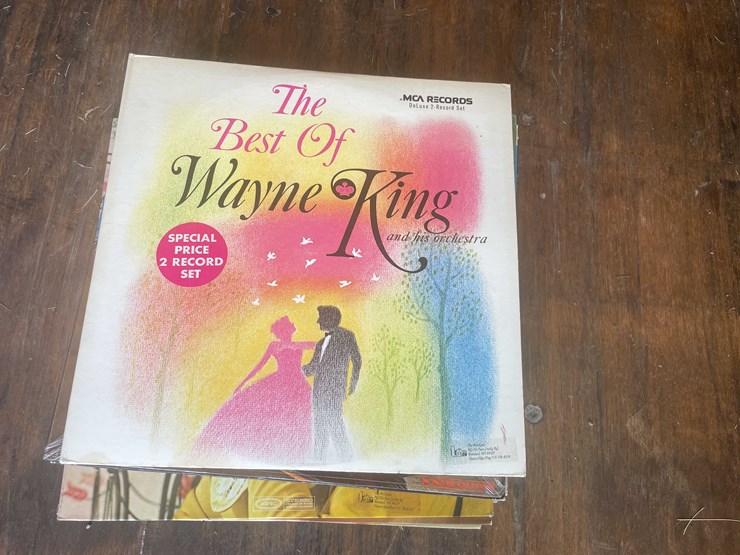 The
Best Of
Wayne King
and his orchestra
.MCA RECORDS
DeLuxe 2-Record Set
SPECIAL
PRICE
2 RECORD
SET